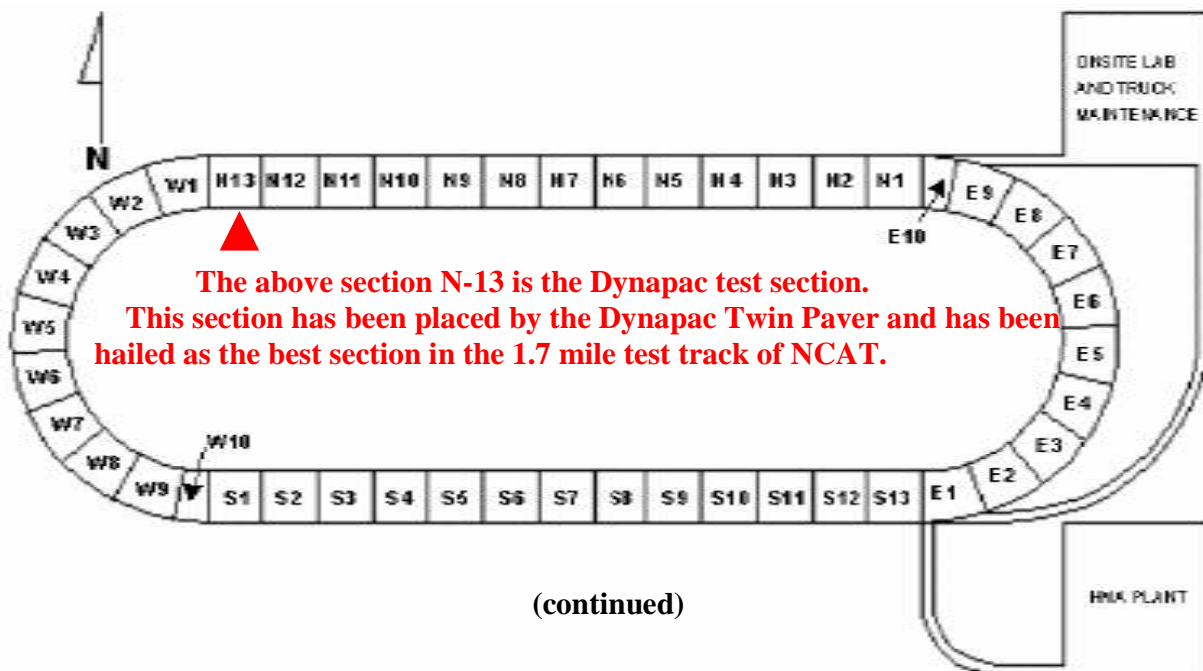 ONSITE LAB
AND TRUCK
MAINTENANCE
N
W1 N13 N12 N11 N10 N9 N8 N7 N6 N5 N4 N3 N2 N1 E9
W2 E8
E10
W3 E7
The above section N-13 is the Dynapac test section.
W4 E6
This section has been placed by the Dynapac Twin Paver and has been
W5 E5
hailed as the best section in the 1.7 mile test track of NCAT.
W6 E4
W7 E3
W10
W8 E2
W9 S1 S2 S3 S4 S5 S6 S7 S8 S9 S10 S11 S12 S13 E1
(continued)
HMA PLANT